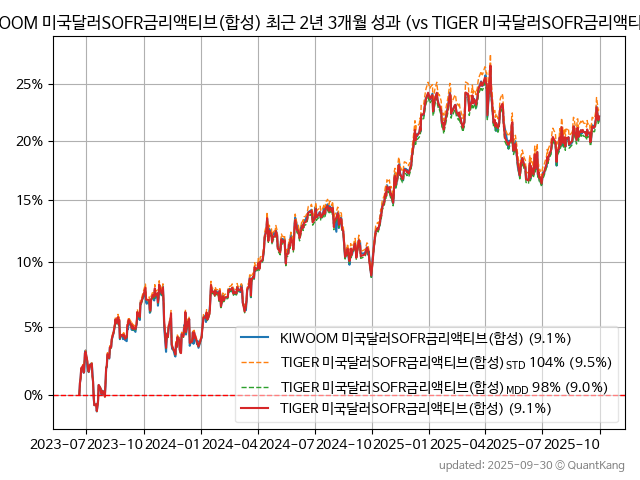 OOM 미국달러SOFR금리액티브(합성) 최근 2년 3개월 성과 (vs TIGER 미국달러SOFR금리액티
25%
20%
15%
10%
5%
0%
KIWOOM 미국달러SOFR금리액티브(합성) (9.1%)
TIGER 미국달러SOFR금리액티브(합성) STD 104% (9.5%)
TIGER 미국달러SOFR금리액티브(합성) MDD 98% (9.0%)
TIGER 미국달러SOFR금리액티브(합성) (9.1%)
2023-07 2023-10 2024-01 2024-04 2024-07 2024-10 2025-01 2025-04 2025-07 2025-10
updated: 2025-09-30 © QuantKang